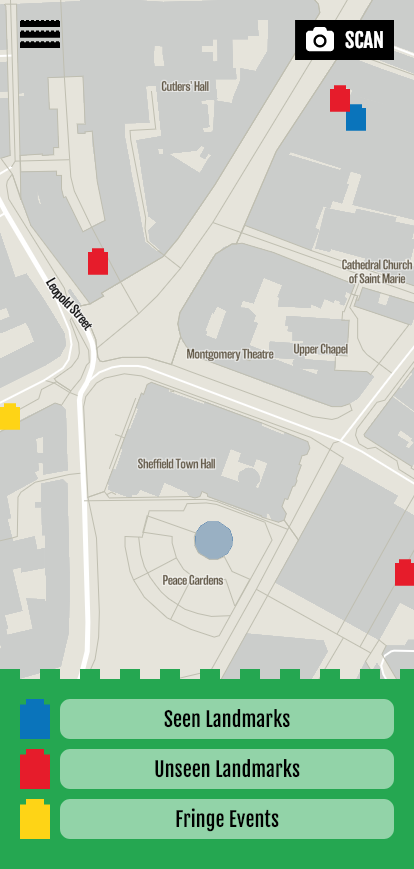 SCAN
Cutlers' Hall
Cathedral Church
of Saint Marie
Leopold Street
Montgomery Theatre
Upper Chapel
Sheffield Town Hall
Peace Gardens
Seen Landmarks
Unseen Landmarks
Fringe Events